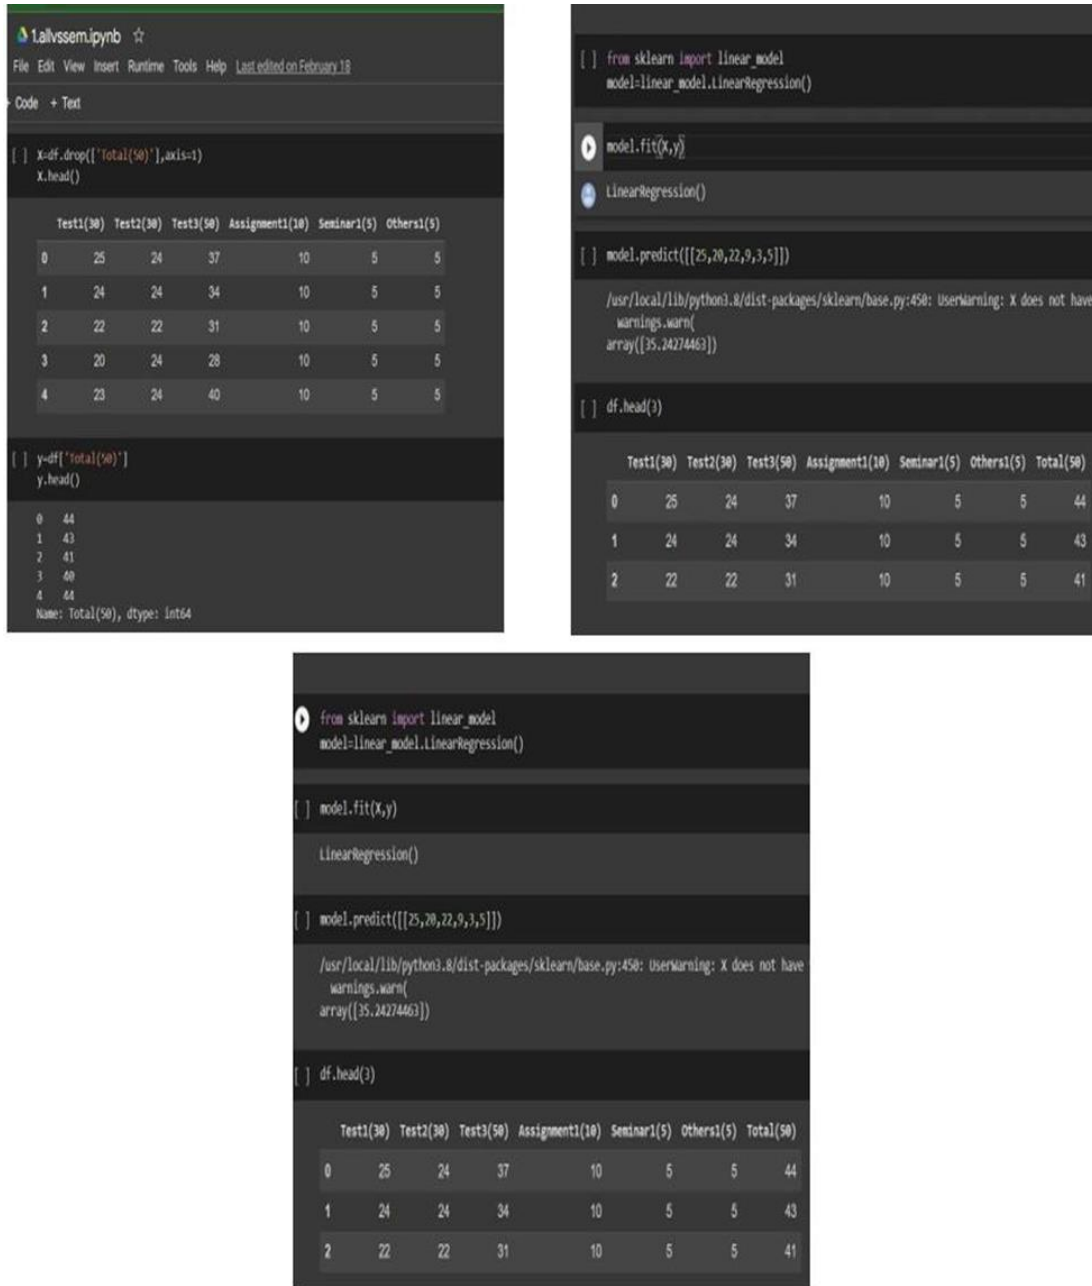 1.allvssem.ipynb ☆
File Edit View Insert Runtime Tools Help Last edited on February 18
+ Code + Text
[ ] X=df.drop(['Total(50)'],axis=1)
X.head()
Test1(30) Test2(30) Test3(50) Assignment1(10) Seminar1(5) Others1(5)
0 25 24 37 10 5 5
1 24 24 34 10 5 5
2 22 22 31 10 5 5
3 20 24 28 10 5 5
4 23 24 40 10 5 5
[ ] y=df['Total(50)']
y.head()
0 44
1 43
2 41
3 40
4 44
Name: Total(50), dtype: int64
[ ] from sklearn import linear_model
model=linear_model.LinearRegression()
model.fit(X,y)
LinearRegression()
[ ] model.predict([[25,20,22,9,3,5]])
/usr/local/lib/python3.8/dist-packages/sklearn/base.py:450: UserWarning: X does not have
warnings.warn(
array([35.24274463])
[ ] df.head(3)
Test1(30) Test2(30) Test3(50) Assignment1(10) Seminar1(5) Others1(5) Total(50)
0 25 24 37 10 5 5 44
1 24 24 34 10 5 5 43
2 22 22 31 10 5 5 41
from sklearn import linear_model
model=linear_model.LinearRegression()
[ ] model.fit(X,y)
LinearRegression()
[ ] model.predict([[25,20,22,9,3,5]])
/usr/local/lib/python3.8/dist-packages/sklearn/base.py:450: UserWarning: X does not have
warnings.warn(
array([35.24274463])
[ ] df.head(3)
Test1(30) Test2(30) Test3(50) Assignment1(10) Seminar1(5) Others1(5) Total(50)
0 25 24 37 10 5 5 44
1 24 24 34 10 5 5 43
2 22 22 31 10 5 5 41